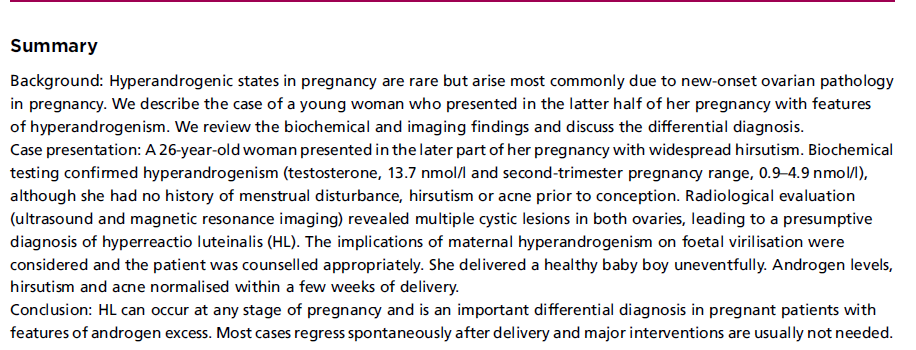 Summary
Background: Hyperandrogenic states in pregnancy are rare but arise most commonly due to new-onset ovarian pathology
in pregnancy. We describe the case of a young woman who presented in the latter half of her pregnancy with features
of hyperandrogenism. We review the biochemical and imaging findings and discuss the differential diagnosis.
Case presentation: A 26-year-old woman presented in the later part of her pregnancy with widespread hirsutism. Biochemical
testing confirmed hyperandrogenism (testosterone, 13.7 nmol/l and second-trimester pregnancy range, 0.9–4.9 nmol/l),
although she had no history of menstrual disturbance, hirsutism or acne prior to conception. Radiological evaluation
(ultrasound and magnetic resonance imaging) revealed multiple cystic lesions in both ovaries, leading to a presumptive
diagnosis of hyperreactio luteinalis (HL). The implications of maternal hyperandrogenism on foetal virilisation were
considered and the patient was counselled appropriately. She delivered a healthy baby boy uneventfully. Androgen levels,
hirsutism and acne normalised within a few weeks of delivery.
Conclusion: HL can occur at any stage of pregnancy and is an important differential diagnosis in pregnant patients with
features of androgen excess. Most cases regress spontaneously after delivery and major interventions are usually not needed.